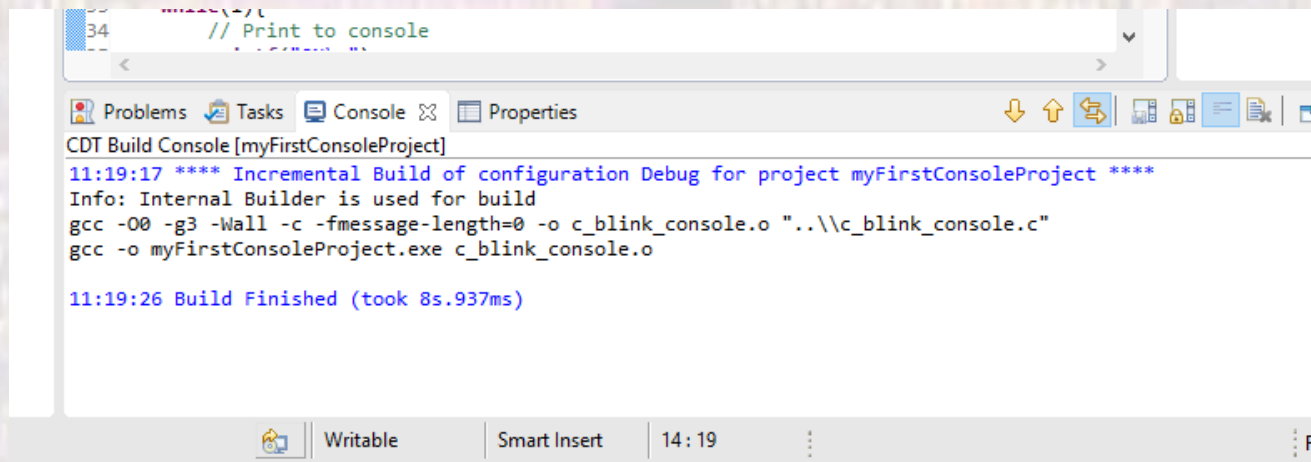 34 // Print to console
Problems Tasks Console Properties
CDT Build Console [myFirstConsoleProject]
11:19:17 **** Incremental Build of configuration Debug for project myFirstConsoleProject ****
Info: Internal Builder is used for build
gcc -O0 -g3 -Wall -c -fmessage-length=0 -o c_blink_console.o "..\\c_blink_console.c"
gcc -o myFirstConsoleProject.exe c_blink_console.o
11:19:26 Build Finished (took 8s.937ms)
Writable Smart Insert 14 : 19